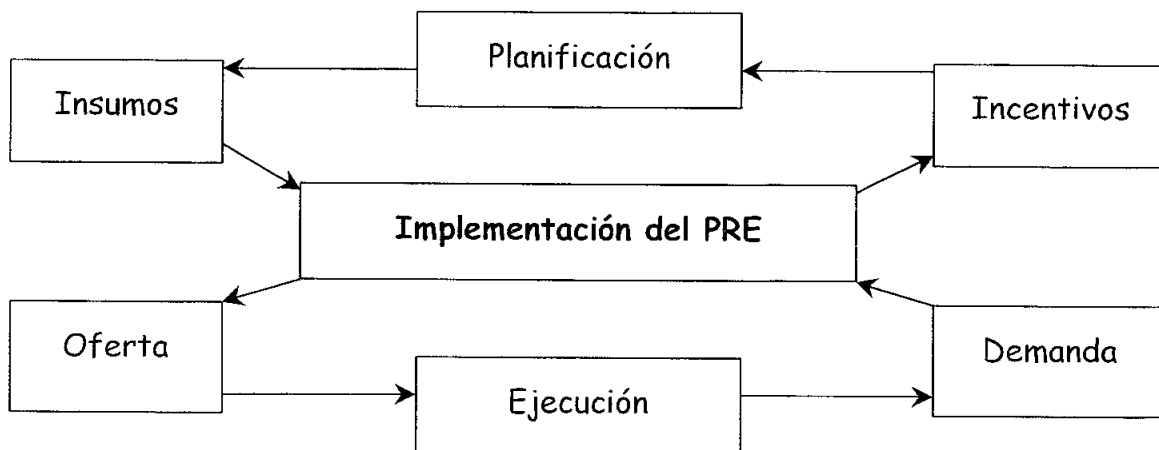 Planificación
Insumos
Incentivos
Implementación del PRE
Oferta
Demanda
Ejecución